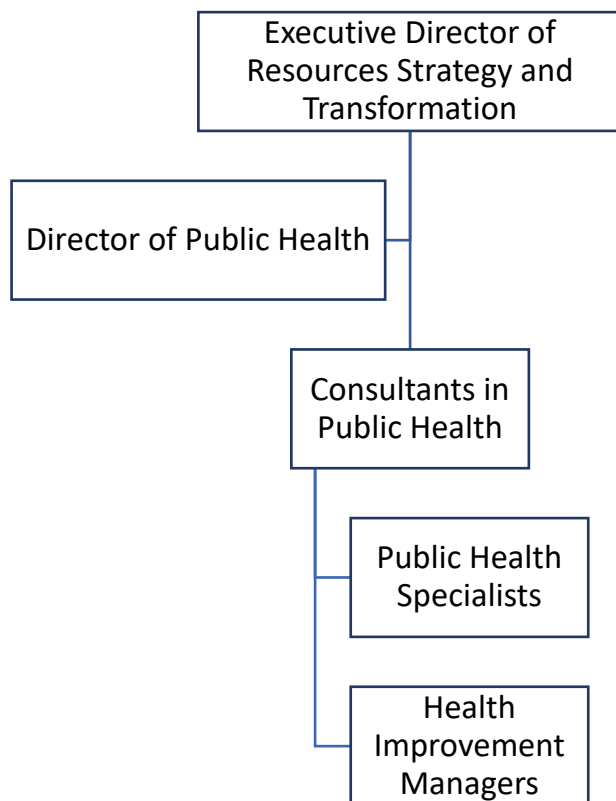 Executive Director of
Resources Strategy and
Transformation
Director of Public Health
Consultants in
Public Health
Public Health
Specialists
Health
Improvement
Managers